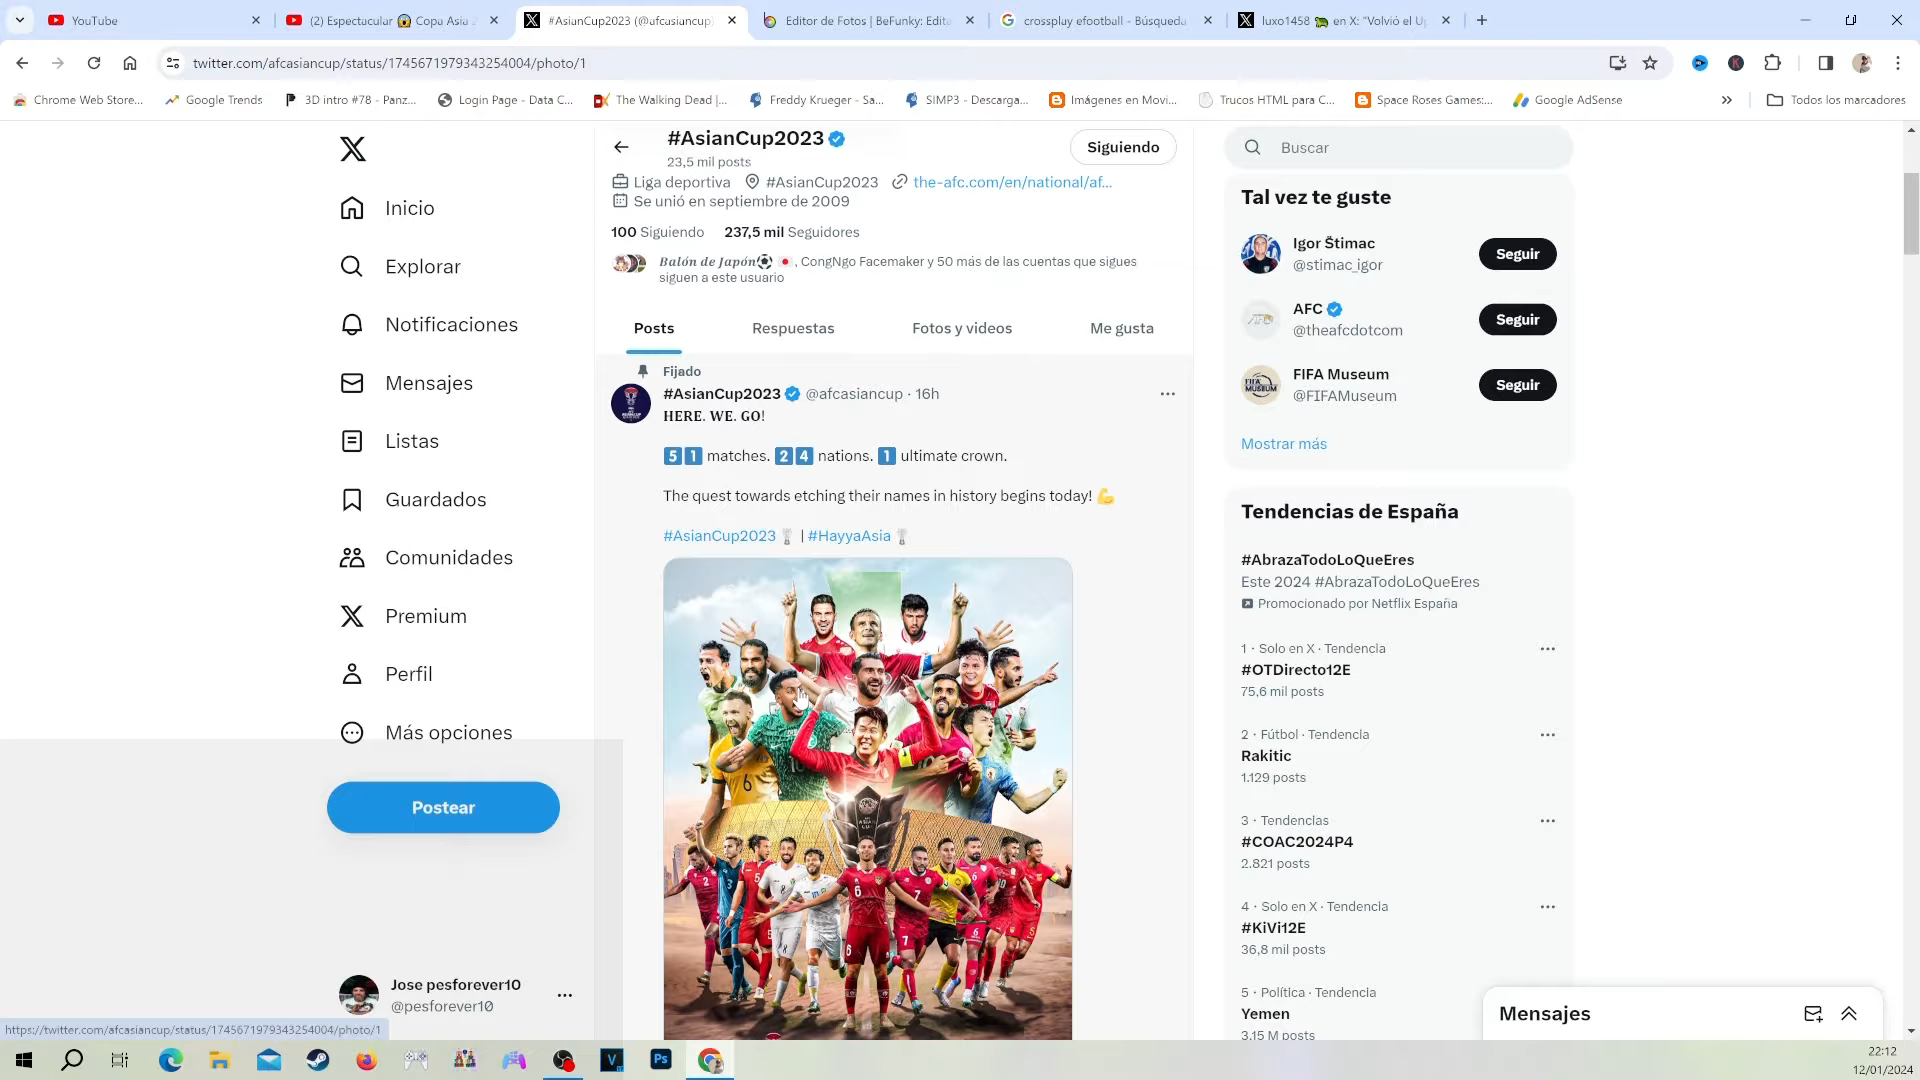 YouTube
(2) Espectacular 😱 Copa Asia 2
#AsianCup2023 (@afcasiancup)
Editor de Fotos | BeFunky: Edite
crossplay efootball - Búsqueda
luxo1458 🐲 en X: "Volvió el U
twitter.com/afcasiancup/status/1745671979343254004/photo/1
Chrome Web Store...
Google Trends
3D intro #78 - Panz...
Login Page - Data C...
The Walking Dead |...
Freddy Krueger - Sa...
SIMP3 - Descarga...
Imágenes en Movi...
Trucos HTML para C...
Space Roses Games:...
Google AdSense
Todos los marcadores
Inicio
Explorar
Notificaciones
Mensajes
Listas
Guardados
Comunidades
Premium
Perfil
Más opciones
Postear
Jose pesforever10
@pesforever10
https://twitter.com/afcasiancup/status/1745671979343254004/photo/1
#AsianCup2023
23,5 mil posts
Siguiendo
Liga deportiva #AsianCup2023 the-afc.com/en/national/af...
Se unió en septiembre de 2009
100 Siguiendo 237,5 mil Seguidores
Balón de Japón⚽🇯🇵, CongNgo Facemaker y 50 más de las cuentas que sigues
siguen a este usuario
Posts Respuestas Fotos y videos Me gusta
Fijado
#AsianCup2023 @afcasiancup · 16h
HERE. WE. GO!
5️⃣1️⃣ matches. 2️⃣4️⃣ nations. 1️⃣ ultimate crown.
The quest towards etching their names in history begins today! 💪
#AsianCup2023 | #HayyaAsia
Buscar
Tal vez te guste
Igor Štimac
@stimac_igor
Seguir
AFC
@theafcdotcom
Seguir
FIFA Museum
@FIFAMuseum
Seguir
Mostrar más
Tendencias de España
#AbrazaTodoLoQueEres
Este 2024 #AbrazaTodoLoQueEres
Promocionado por Netflix España
1 · Solo en X · Tendencia
#OTDirecto12E
75,6 mil posts
2 · Fútbol · Tendencia
Rakitic
1.129 posts
3 · Tendencias
#COAC2024P4
2.821 posts
4 · Solo en X · Tendencia
#KiVi12E
36,8 mil posts
5 · Política · Tendencia
Yemen
3,15 M posts
Mensajes
22:12
12/01/2024